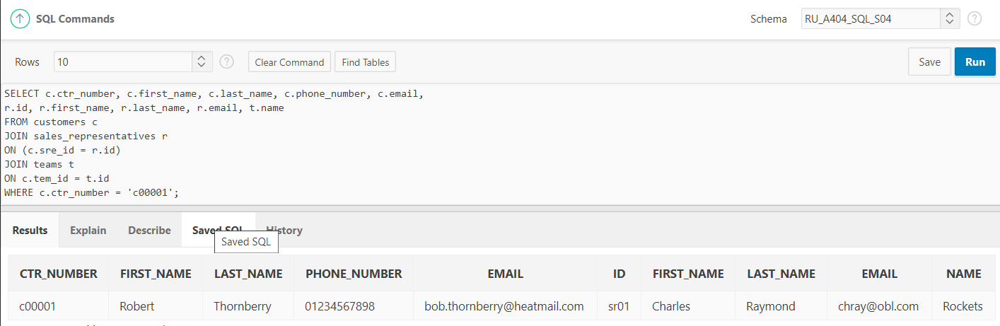 SQL Commands
Schema RU_A404_SQL_S04
Rows 10 Clear Command Find Tables Save Run
SELECT c.ctr_number, c.first_name, c.last_name, c.phone_number, c.email,
r.id, r.first_name, r.last_name, r.email, t.name
FROM customers c
JOIN sales_representatives r
ON (c.sre_id = r.id)
JOIN teams t
ON c.tem_id = t.id
WHERE c.ctr_number = 'c00001';
Results Explain Describe Saved SQL History
Saved SQL
CTR_NUMBER FIRST_NAME LAST_NAME PHONE_NUMBER EMAIL ID FIRST_NAME LAST_NAME EMAIL NAME
c00001 Robert Thornberry 01234567898 bob.thornberry@heatmail.com sr01 Charles Raymond chray@obl.com Rockets